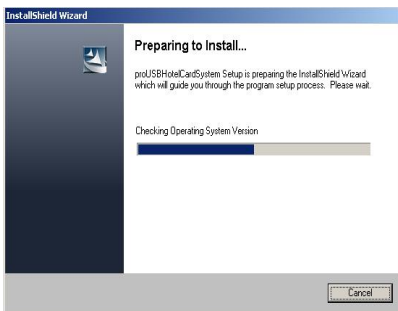 InstallShield Wizard
Preparing to Install...
proUSBHotelCardSystem Setup is preparing the InstallShield Wizard
which will guide you through the program setup process. Please wait.
Checking Operating System Version
Cancel